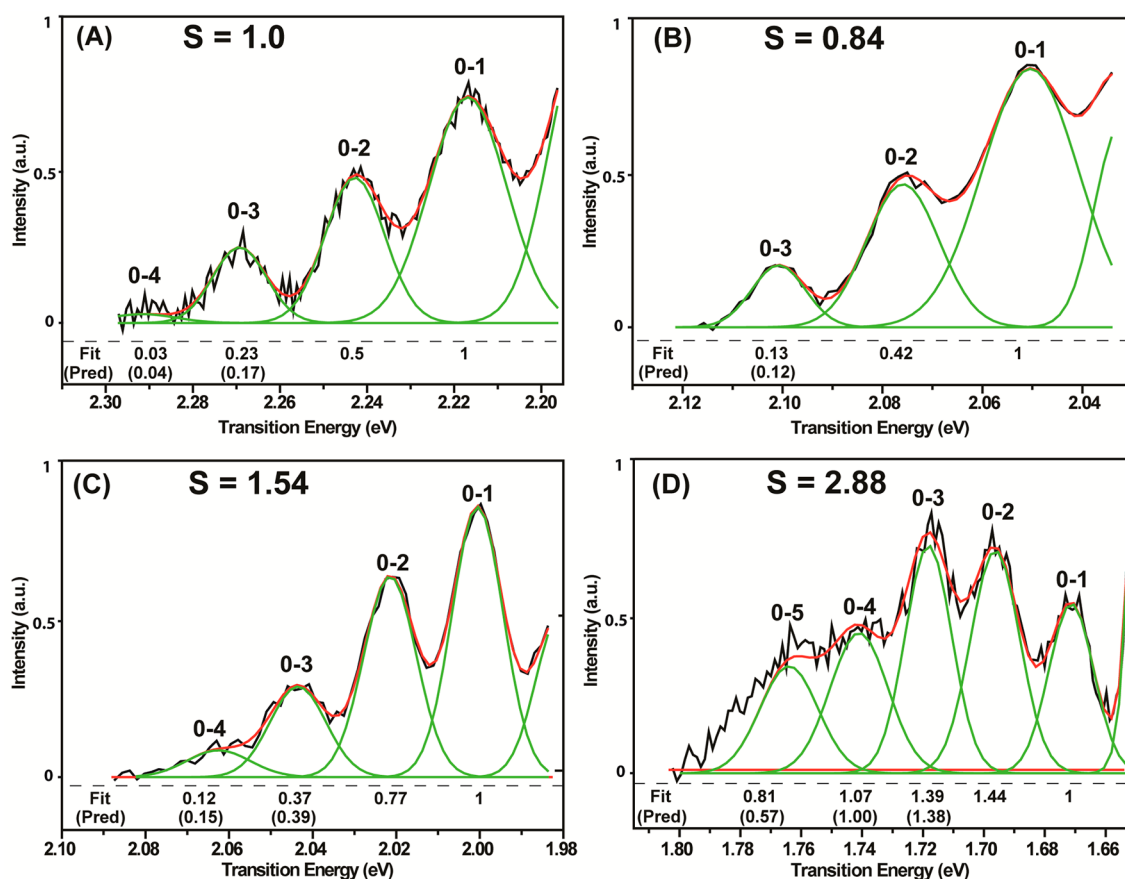 (A)
S = 1.0
0-4
0-3
0-2
0-1
1
0.5
0
Intensity (a.u.)
Fit 0.03 0.23 0.5 1
(Pred) (0.04) (0.17)
2.30 2.28 2.26 2.24 2.22 2.20
Transition Energy (eV)
(B)
S = 0.84
0-3
0-2
0-1
1
0.5
0
Intensity (a.u.)
Fit 0.13 0.42 1
(Pred) (0.12)
2.12 2.10 2.08 2.06 2.04
Transition Energy (eV)
(C)
S = 1.54
0-4
0-3
0-2
0-1
1
0.5
0
Intensity (a.u.)
Fit 0.12 0.37 0.77 1
(Pred) (0.15) (0.39)
2.10 2.06 2.04 2.02 2.00 1.98
Transition Energy (eV)
(D)
S = 2.88
0-5
0-4
0-3
0-2
0-1
1
0.5
0
Intensity (a.u.)
Fit 0.81 1.07 1.39 1.44 1
(Pred) (0.57) (1.00) (1.38)
1.80 1.78 1.76 1.74 1.72 1.70 1.68 1.66
Transition Energy (eV)